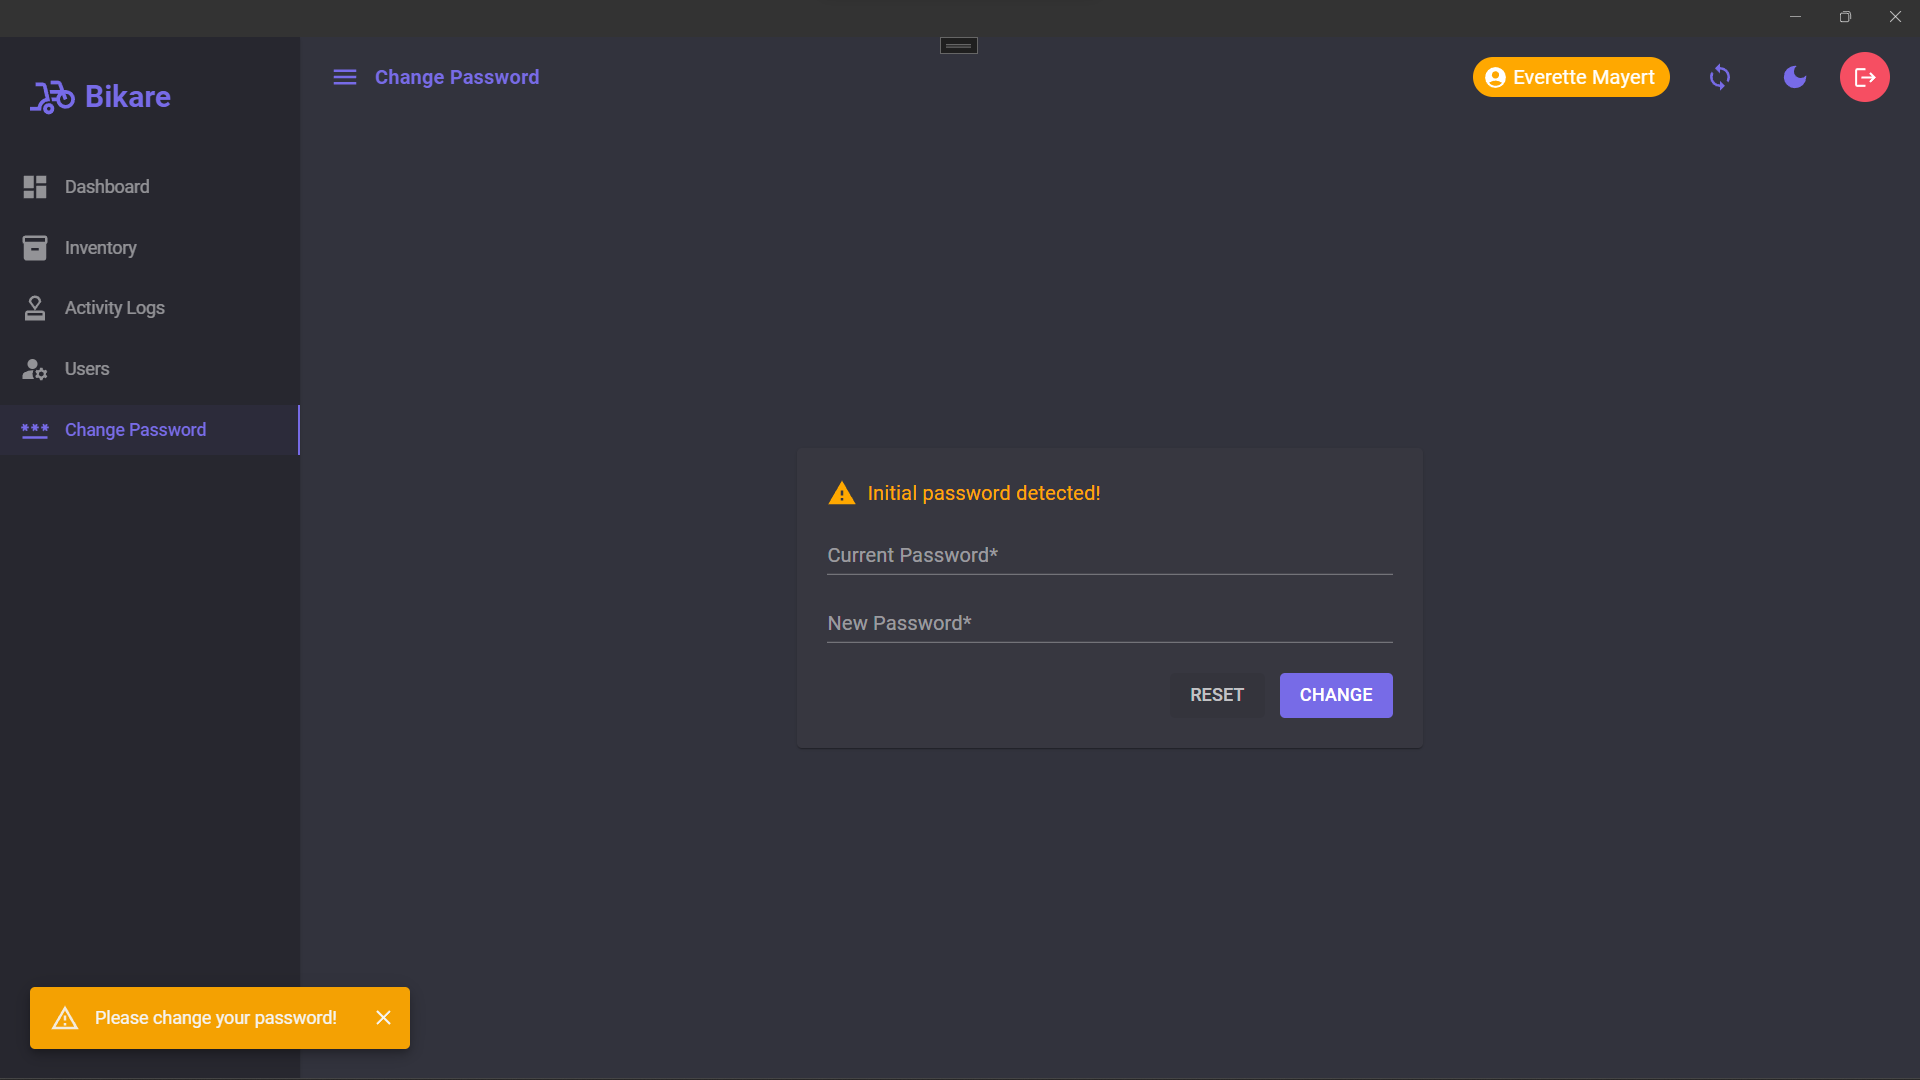 Bikare
Change Password
Everette Mayert
Dashboard
Inventory
Activity Logs
Users
Change Password
Initial password detected!
Current Password*
New Password*
RESET
CHANGE
Please change your password!